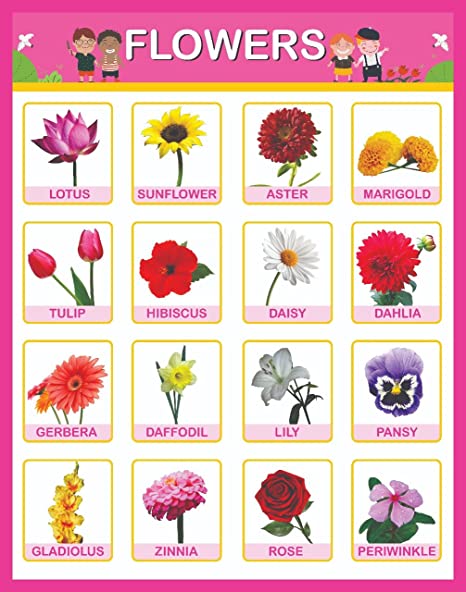 FLOWERS
LOTUS
SUNFLOWER
ASTER
MARIGOLD
TULIP
HIBISCUS
DAISY
DAHLIA
GERBERA
DAFFODIL
LILY
PANSY
GLADIOLUS
ZINNIA
ROSE
PERIWINKLE